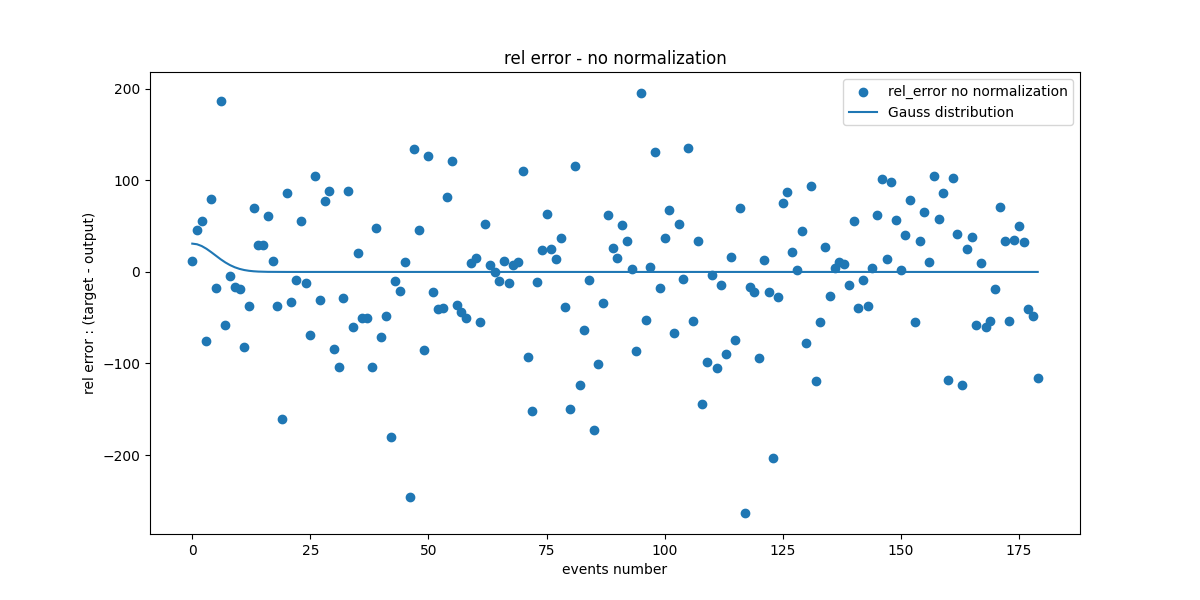 rel error - no normalization
rel_error no normalization
Gauss distribution
rel error : (target - output)
200
100
0
−100
−200
0 25 50 75 100 125 150 175
events number